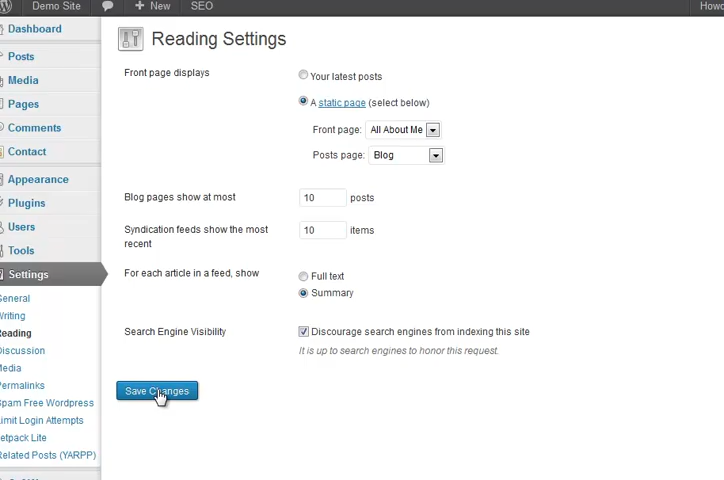 Demo Site + New SEO Howd
Dashboard
Posts
Media
Pages
Comments
Contact
Appearance
Plugins
Users
Tools
Settings
General
Writing
Reading
Discussion
Media
Permalinks
Spam Free Wordpress
Limit Login Attempts
Jetpack Lite
Related Posts (YARPP)
Reading Settings
Front page displays
Your latest posts
A static page (select below)
Front page: All About Me
Posts page: Blog
Blog pages show at most 10 posts
Syndication feeds show the most recent 10 items
For each article in a feed, show
Full text
Summary
Search Engine Visibility
Discourage search engines from indexing this site
It is up to search engines to honor this request.
Save Changes